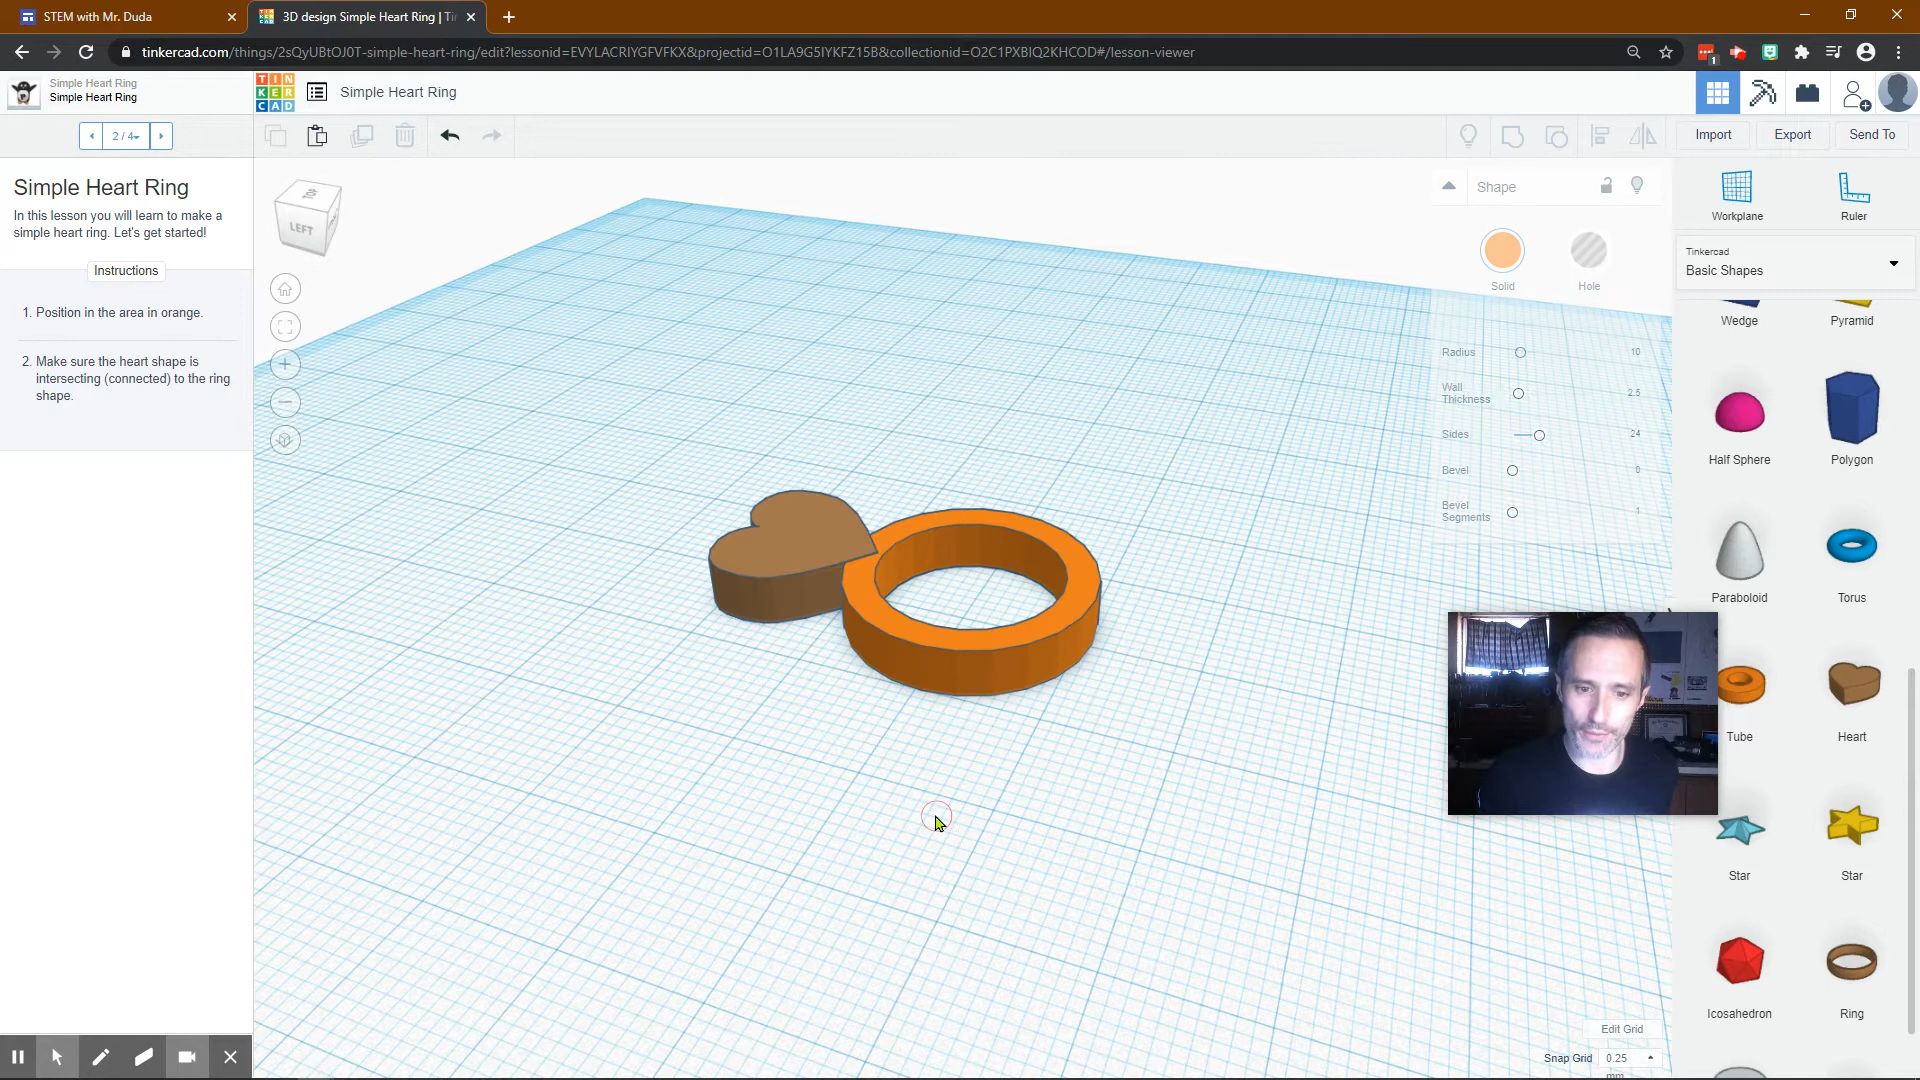 STEM with Mr. Duda
3D design Simple Heart Ring | Ti
tinkercad.com/things/2sQyUBtOJ0T-simple-heart-ring/edit?lessonid=EVYLACRIYGFVFKX&projectid=O1LA9G5IYKFZ15B&collectionid=O2C1PXBIQ2KHCOD#/lesson-viewer
1
Simple Heart Ring
Simple Heart Ring
TIN
KER
CAD
Simple Heart Ring
2 / 4
Import
Export
Send To
Simple Heart Ring
In this lesson you will learn to make a
simple heart ring. Let's get started!
Instructions
1. Position in the area in orange.
2. Make sure the heart shape is
intersecting (connected) to the ring
shape.
LEFT
Shape
Solid
Hole
Radius 10
Wall
Thickness 2.5
Sides 24
Bevel 0
Bevel
Segments 1
Workplane
Ruler
Tinkercad
Basic Shapes
Wedge
Pyramid
Half Sphere
Polygon
Paraboloid
Torus
Tube
Heart
Star
Star
Icosahedron
Ring
Edit Grid
Snap Grid 0.25
mm